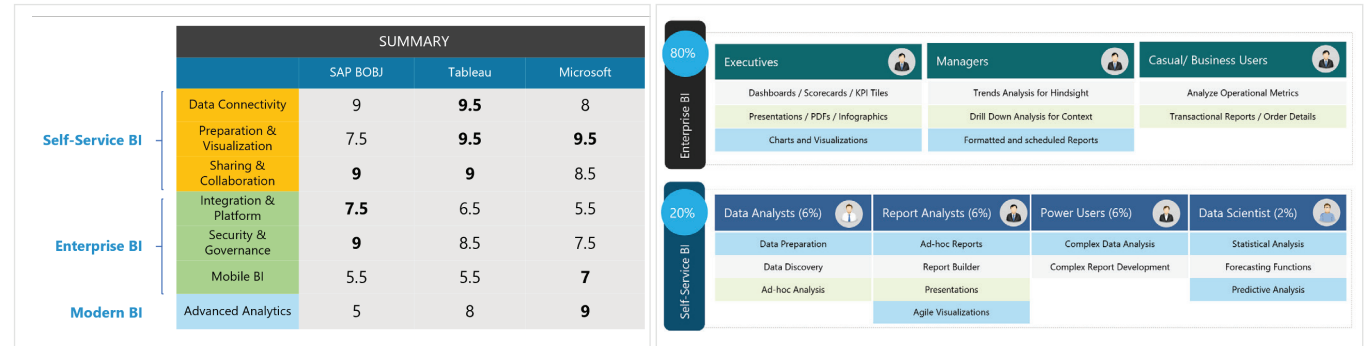 SUMMARY
SAP BOBJ Tableau Microsoft
Self-Service BI
Data Connectivity 9 9.5 8
Preparation &
Visualization 7.5 9.5 9.5
Sharing &
Collaboration 9 9 8.5
Enterprise BI
Integration &
Platform 7.5 6.5 5.5
Security &
Governance 9 8.5 7.5
Mobile BI 5.5 5.5 7
Modern BI
Advanced Analytics 5 8 9
80%
Enterprise BI
Executives
Dashboards / Scorecards / KPI Tiles
Presentations / PDFs / Infographics
Charts and Visualizations
Managers
Trends Analysis for Hindsight
Drill Down Analysis for Context
Formatted and scheduled Reports
Casual/ Business Users
Analyze Operational Metrics
Transactional Reports / Order Details
20%
Self-Service BI
Data Analysts (6%)
Data Preparation
Data Discovery
Ad-hoc Analysis
Report Analysts (6%)
Ad-hoc Reports
Report Builder
Presentations
Agile Visualizations
Power Users (6%)
Complex Data Analysis
Complex Report Development
Data Scientist (2%)
Statistical Analysis
Forecasting Functions
Predictive Analysis